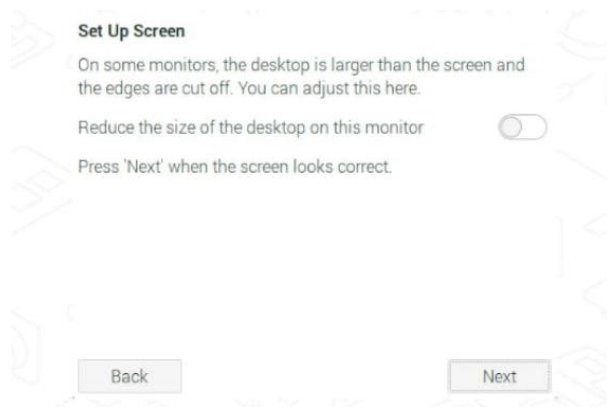 Set Up Screen
On some monitors, the desktop is larger than the screen and
the edges are cut off. You can adjust this here.
Reduce the size of the desktop on this monitor
Press 'Next' when the screen looks correct.
Back
Next